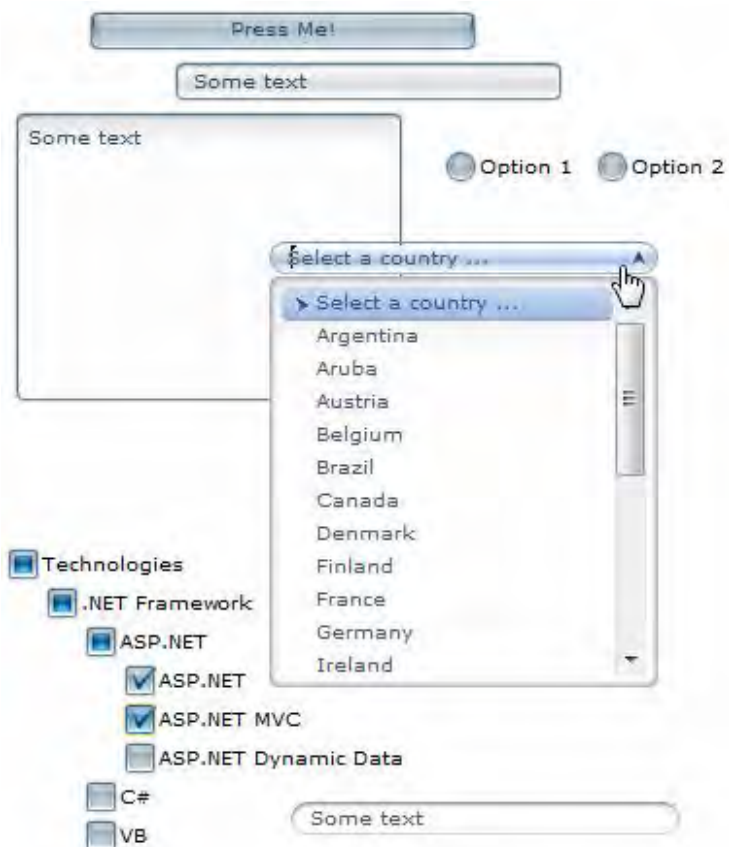 Press Me!
Some text
Some text
Option 1 Option 2
Select a country ...
Select a country ...
Argentina
Aruba
Austria
Belgium
Brazil
Canada
Denmark
Finland
France
Germany
Ireland
Technologies
.NET Framework
ASP.NET
ASP.NET
ASP.NET MVC
ASP.NET Dynamic Data
C#
VB
Some text